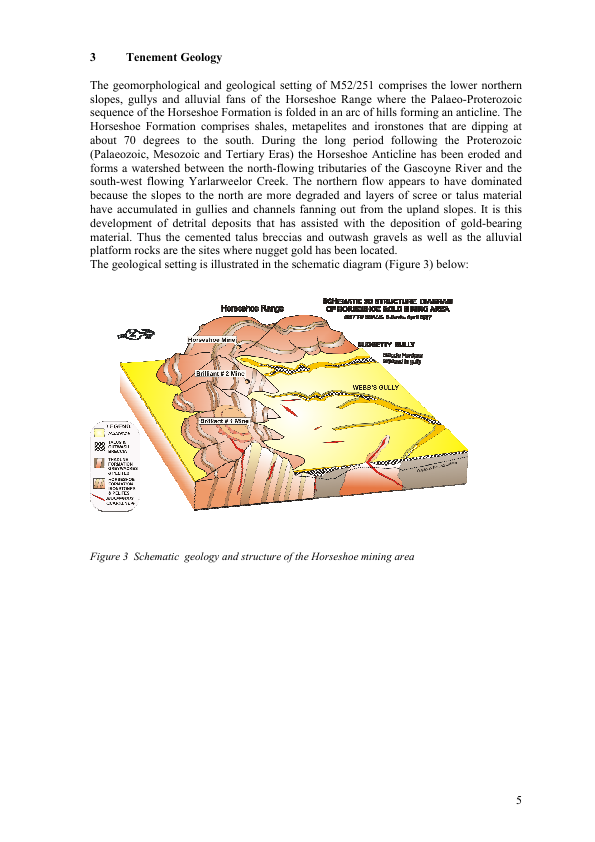 3 Tenement Geology
The geomorphological and geological setting of M52/251 comprises the lower northern
slopes, gullys and alluvial fans of the Horseshoe Range where the Palaeo-Proterozoic
sequence of the Horseshoe Formation is folded in an arc of hills forming an anticline. The
Horseshoe Formation comprises shales, metapelites and ironstones that are dipping at
about 70 degrees to the south. During the long period following the Proterozoic
(Palaeozoic, Mesozoic and Tertiary Eras) the Horseshoe Anticline has been eroded and
forms a watershed between the north-flowing tributaries of the Gascoyne River and the
south-west flowing Yarlarweelor Creek. The northern flow appears to have dominated
because the slopes to the north are more degraded and layers of scree or talus material
have accumulated in gullies and channels fanning out from the upland slopes. It is this
development of detrital deposits that has assisted with the deposition of gold-bearing
material. Thus the cemented talus breccias and outwash gravels as well as the alluvial
platform rocks are the sites where nugget gold has been located.
The geological setting is illustrated in the schematic diagram (Figure 3) below:
SCHEMATIC 3D STRUCTURE DIAGRAM
OF HORSESHOE GOLD MINING AREA
April 1997
Horseshoe Range
Horseshoe Mine
Brilliant # 2 Mine
WEBB'S GULLY
Brilliant # 1 Mine
LEGEND
TALUS &
OUTWASH
BRECCIA
FORMATION
HORSESHOE
FORMATION
IRONSTONES
& PELITES
Figure 3 Schematic geology and structure of the Horseshoe mining area
5